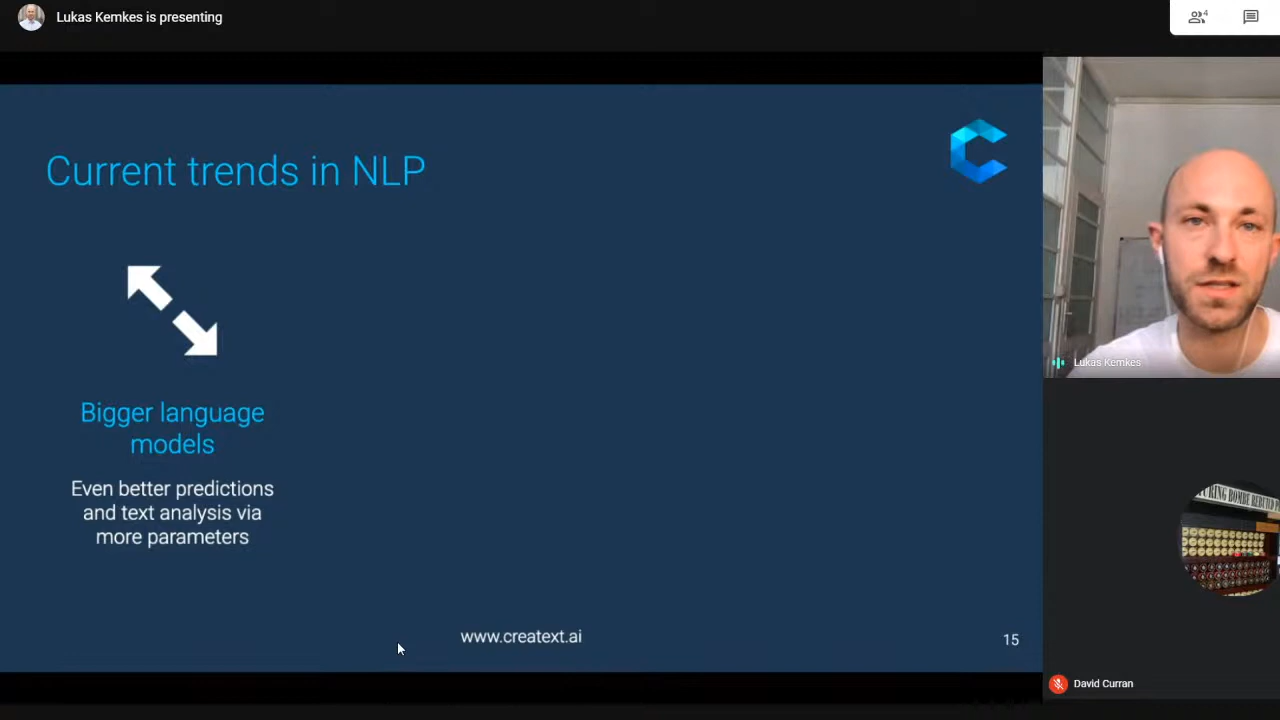 Lukas Kemkes is presenting
4
Current trends in NLP
Bigger language
models
Even better predictions
and text analysis via
more parameters
www.creatext.ai
15
Lukas Kemkes
David Curran